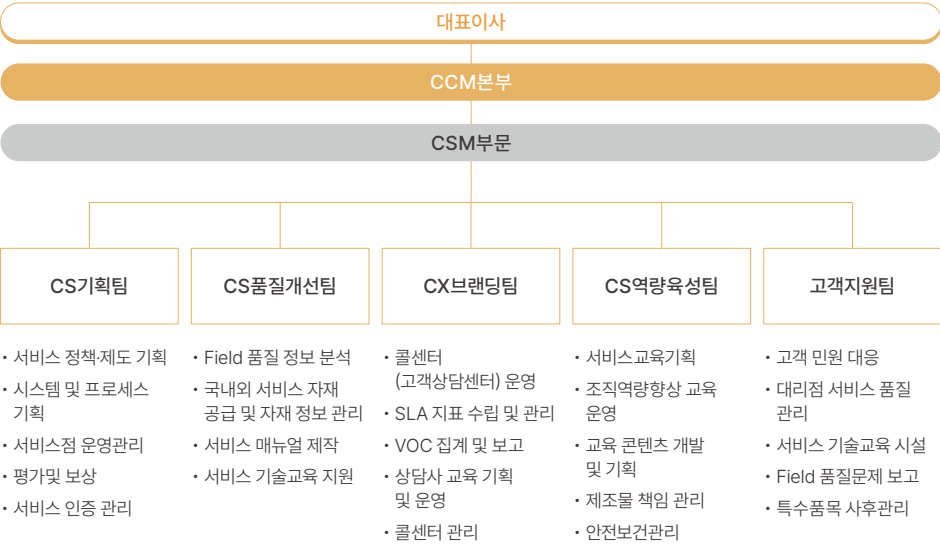 대표이사
CCM본부
CSM부문
CS기획팀
• 서비스 정책·제도 기획
• 시스템 및 프로세스
기획
• 서비스점 운영관리
• 평가및 보상
• 서비스 인증 관리
CS품질개선팀
• Field 품질 정보 분석
• 국내외 서비스 자재
공급 및 자재 정보 관리
• 서비스 매뉴얼 제작
• 서비스 기술교육 지원
CX브랜딩팀
• 콜센터
(고객상담센터) 운영
• SLA 지표 수립 및 관리
• VOC 집계 및 보고
• 상담사 교육 기획
및 운영
• 콜센터 관리
CS역량육성팀
• 서비스교육기획
• 조직역량향상 교육
운영
• 교육 콘텐츠 개발
및 기획
• 제조물 책임 관리
• 안전보건관리
고객지원팀
• 고객 민원 대응
• 대리점 서비스 품질
관리
• 서비스 기술교육 시설
• Field 품질문제 보고
• 특수품목 사후관리